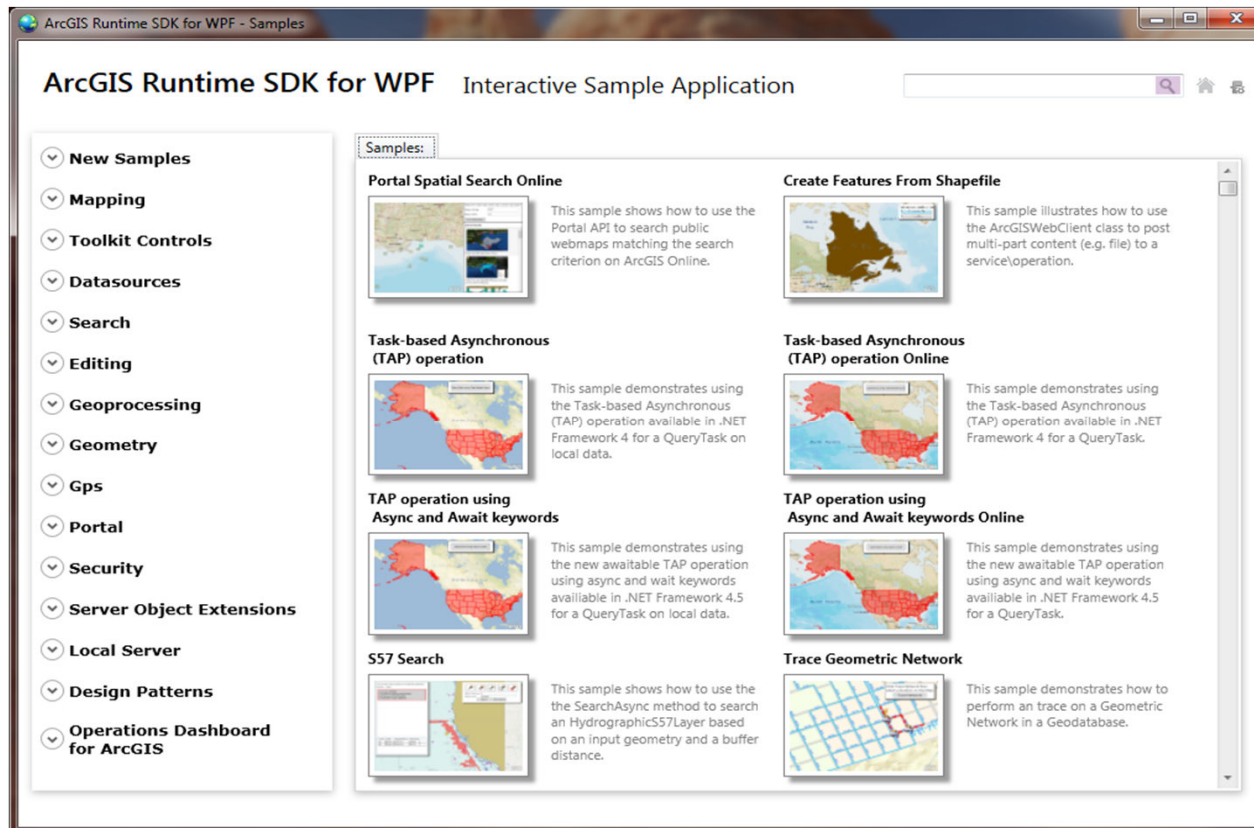 ArcGIS Runtime SDK for WPF - Samples
ArcGIS Runtime SDK for WPF Interactive Sample Application
New Samples
Mapping
Toolkit Controls
Datasources
Search
Editing
Geoprocessing
Geometry
Gps
Portal
Security
Server Object Extensions
Local Server
Design Patterns
Operations Dashboard
for ArcGIS
Samples:
Portal Spatial Search Online
This sample shows how to use the
Portal API to search public
webmaps matching the search
criterion on ArcGIS Online.
Create Features From Shapefile
This sample illustrates how to use
the ArcGISWebClient class to post
multi-part content (e.g. file) to a
service\operation.
Task-based Asynchronous
(TAP) operation
This sample demonstrates using
the Task-based Asynchronous
(TAP) operation available in .NET
Framework 4 for a QueryTask on
local data.
Task-based Asynchronous
(TAP) operation Online
This sample demonstrates using
the Task-based Asynchronous
(TAP) operation available in .NET
Framework 4 for a QueryTask.
TAP operation using
Async and Await keywords
This sample demonstrates using
the new awaitable TAP operation
using async and wait keywords
availiable in .NET Framework 4.5
for a QueryTask on local data.
TAP operation using
Async and Await keywords Online
This sample demonstrates using
the new awaitable TAP operation
using async and wait keywords
availiable in .NET Framework 4.5
for a QueryTask.
S57 Search
This sample shows how to use the
the SearchAsync method to search
an HydrographicS57Layer based
on an input geometry and a buffer
distance.
Trace Geometric Network
This sample demonstrates how to
perform an trace on a Geometric
Network in a Geodatabase.